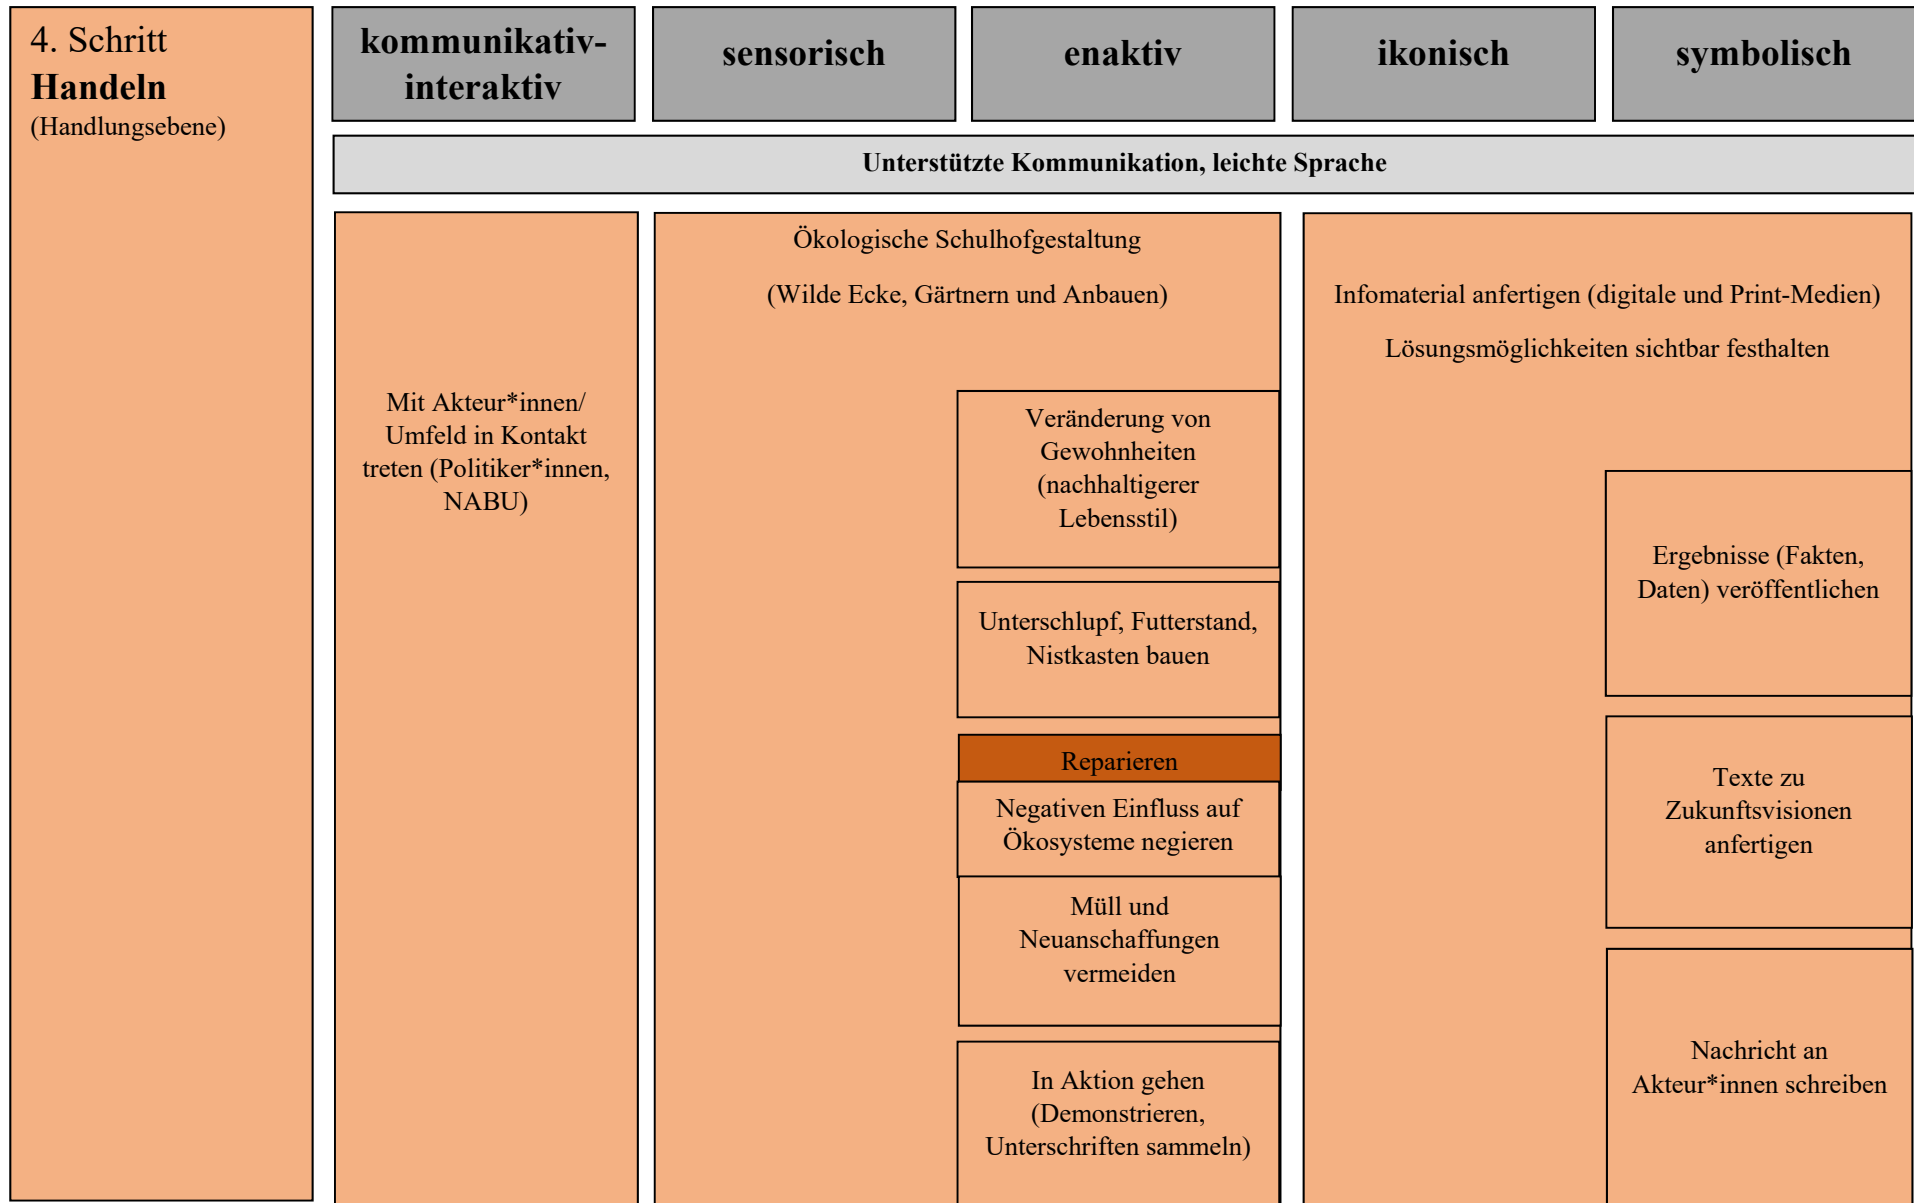 4. Schritt
Handeln
(Handlungsebene)
kommunikativ-
interaktiv
sensorisch
enaktiv
ikonisch
symbolisch
Unterstützte Kommunikation, leichte Sprache
Mit Akteur*innen/
Umfeld in Kontakt
treten (Politiker*innen,
NABU)
Ökologische Schulhofgestaltung
(Wilde Ecke, Gärtnern und Anbauen)
Veränderung von
Gewohnheiten
(nachhaltigerer
Lebensstil)
Unterschlupf, Futterstand,
Nistkasten bauen
Reparieren
Negativen Einfluss auf
Ökosysteme negieren
Müll und
Neuanschaffungen
vermeiden
In Aktion gehen
(Demonstrieren,
Unterschriften sammeln)
Infomaterial anfertigen (digitale und Print-Medien)
Lösungsmöglichkeiten sichtbar festhalten
Ergebnisse (Fakten,
Daten) veröffentlichen
Texte zu
Zukunftsvisionen
anfertigen
Nachricht an
Akteur*innen schreiben